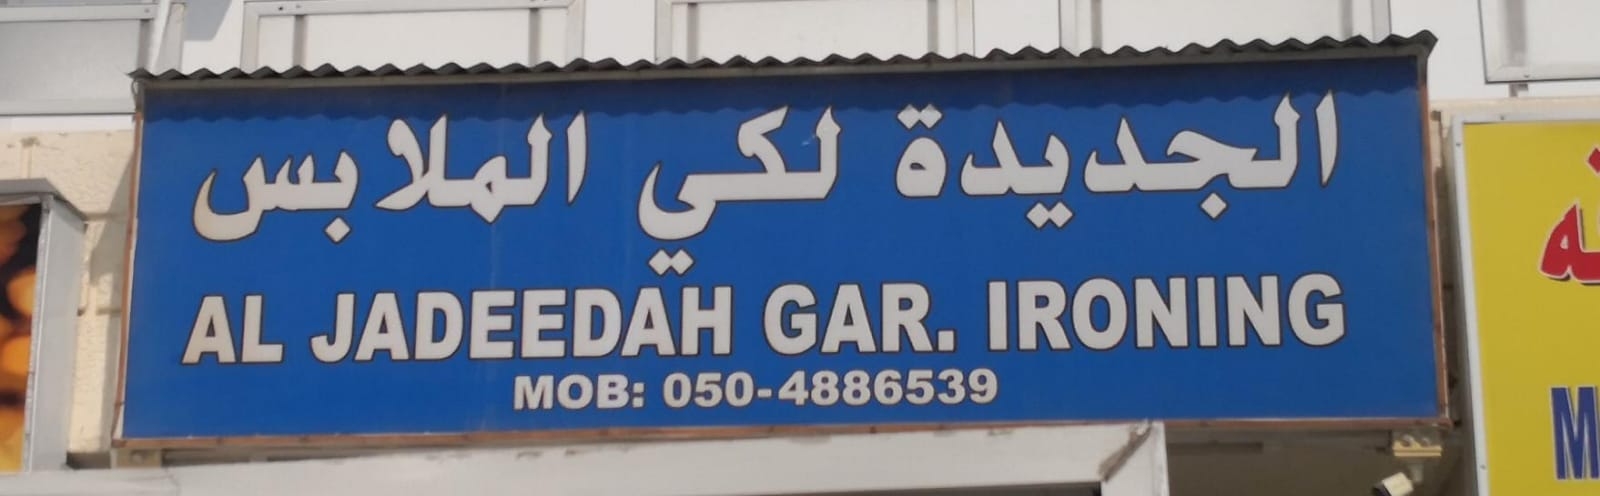 الجديدة لكي الملابس
AL JADEEDAH GAR. IRONING
MOB: 050-4886539